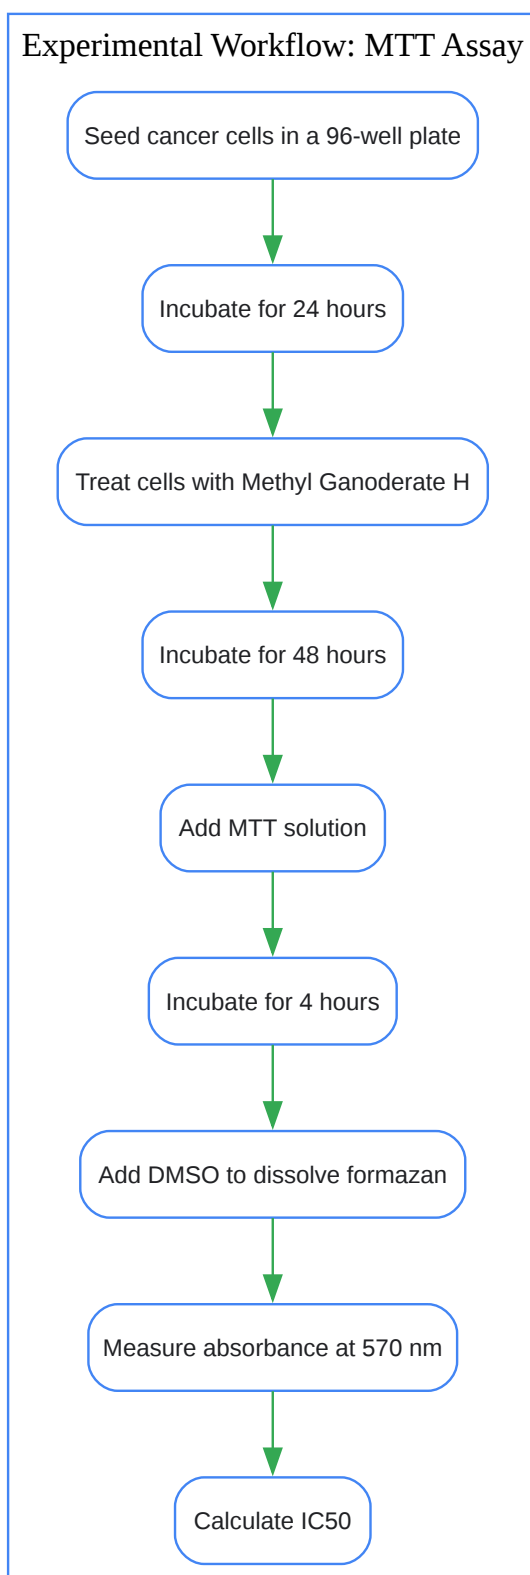 Experimental Workflow: MTT Assay
Seed cancer cells in a 96-well plate
Incubate for 24 hours
Treat cells with Methyl Ganoderate H
Incubate for 48 hours
Add MTT solution
Incubate for 4 hours
Add DMSO to dissolve formazan
Measure absorbance at 570 nm
Calculate IC50